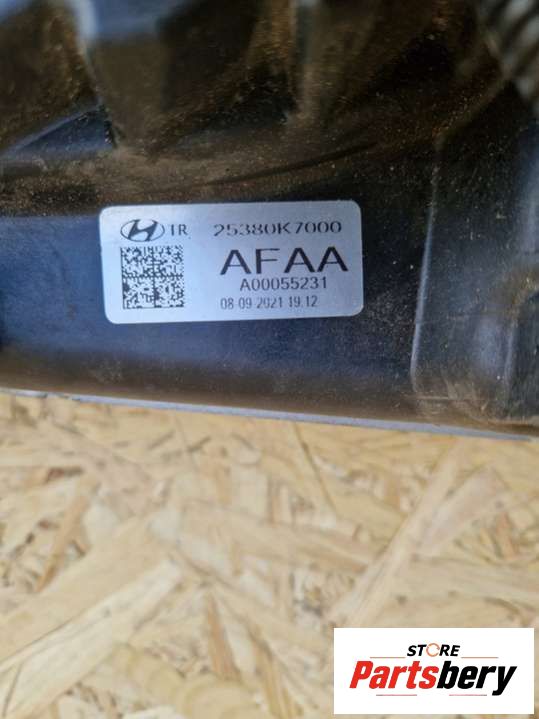 TR 25380K7000
AFAA
A00055231
08-09-2021 19.12
STORE
Partsbery